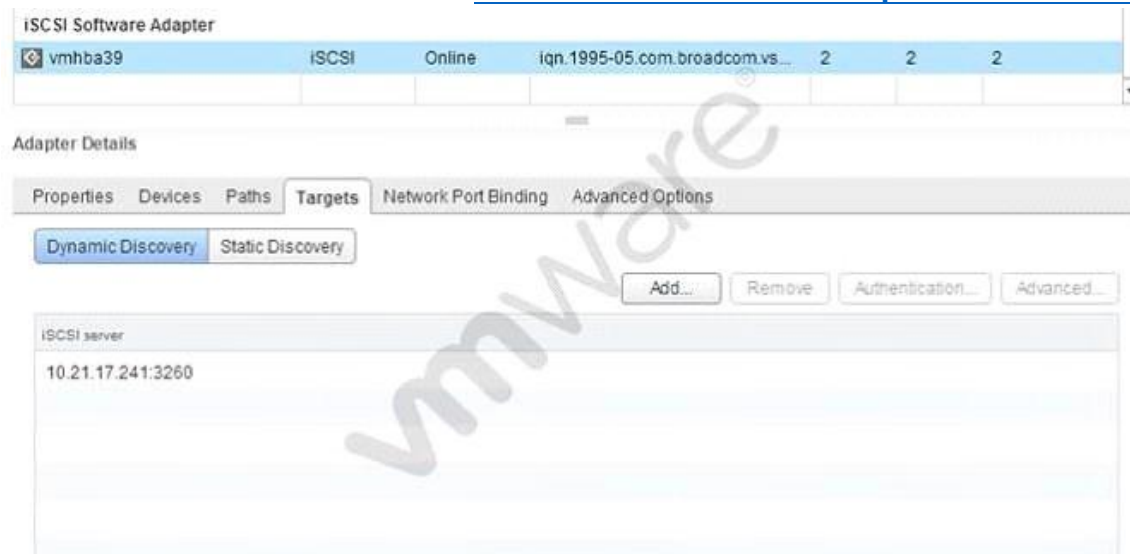 iSCSI Software Adapter
vmhba39 iSCSI Online iqn.1995-05.com.broadcom.vs... 2 2 2
Adapter Details
Properties Devices Paths Targets Network Port Binding Advanced Options
Dynamic Discovery Static Discovery
Add... Remove Authentication... Advanced...
iSCSI server
10.21.17.241:3260
vmware®